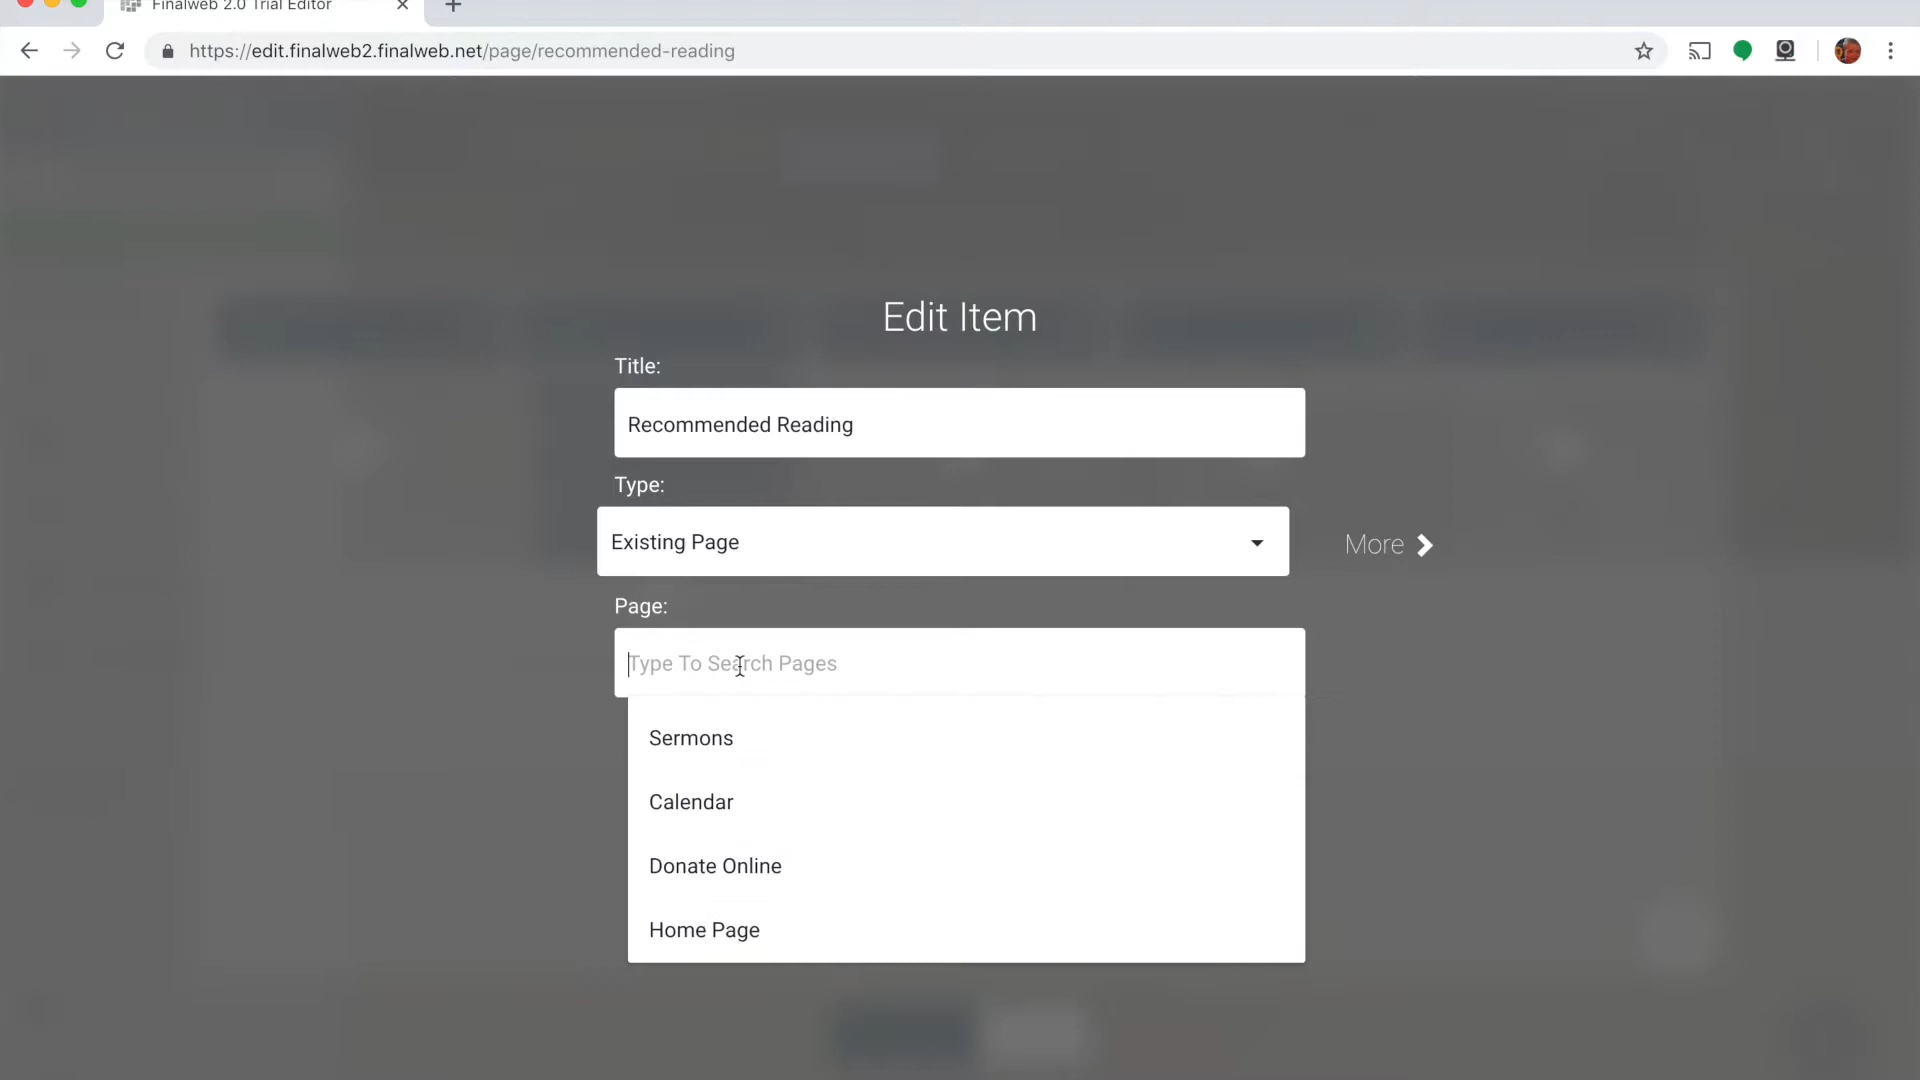 Finalweb 2.0 Trial Editor
https://edit.finalweb2.finalweb.net/page/recommended-reading
Edit Item
Title:
Recommended Reading
Type:
Existing Page
More
Page:
Type To Search Pages
Sermons
Calendar
Donate Online
Home Page